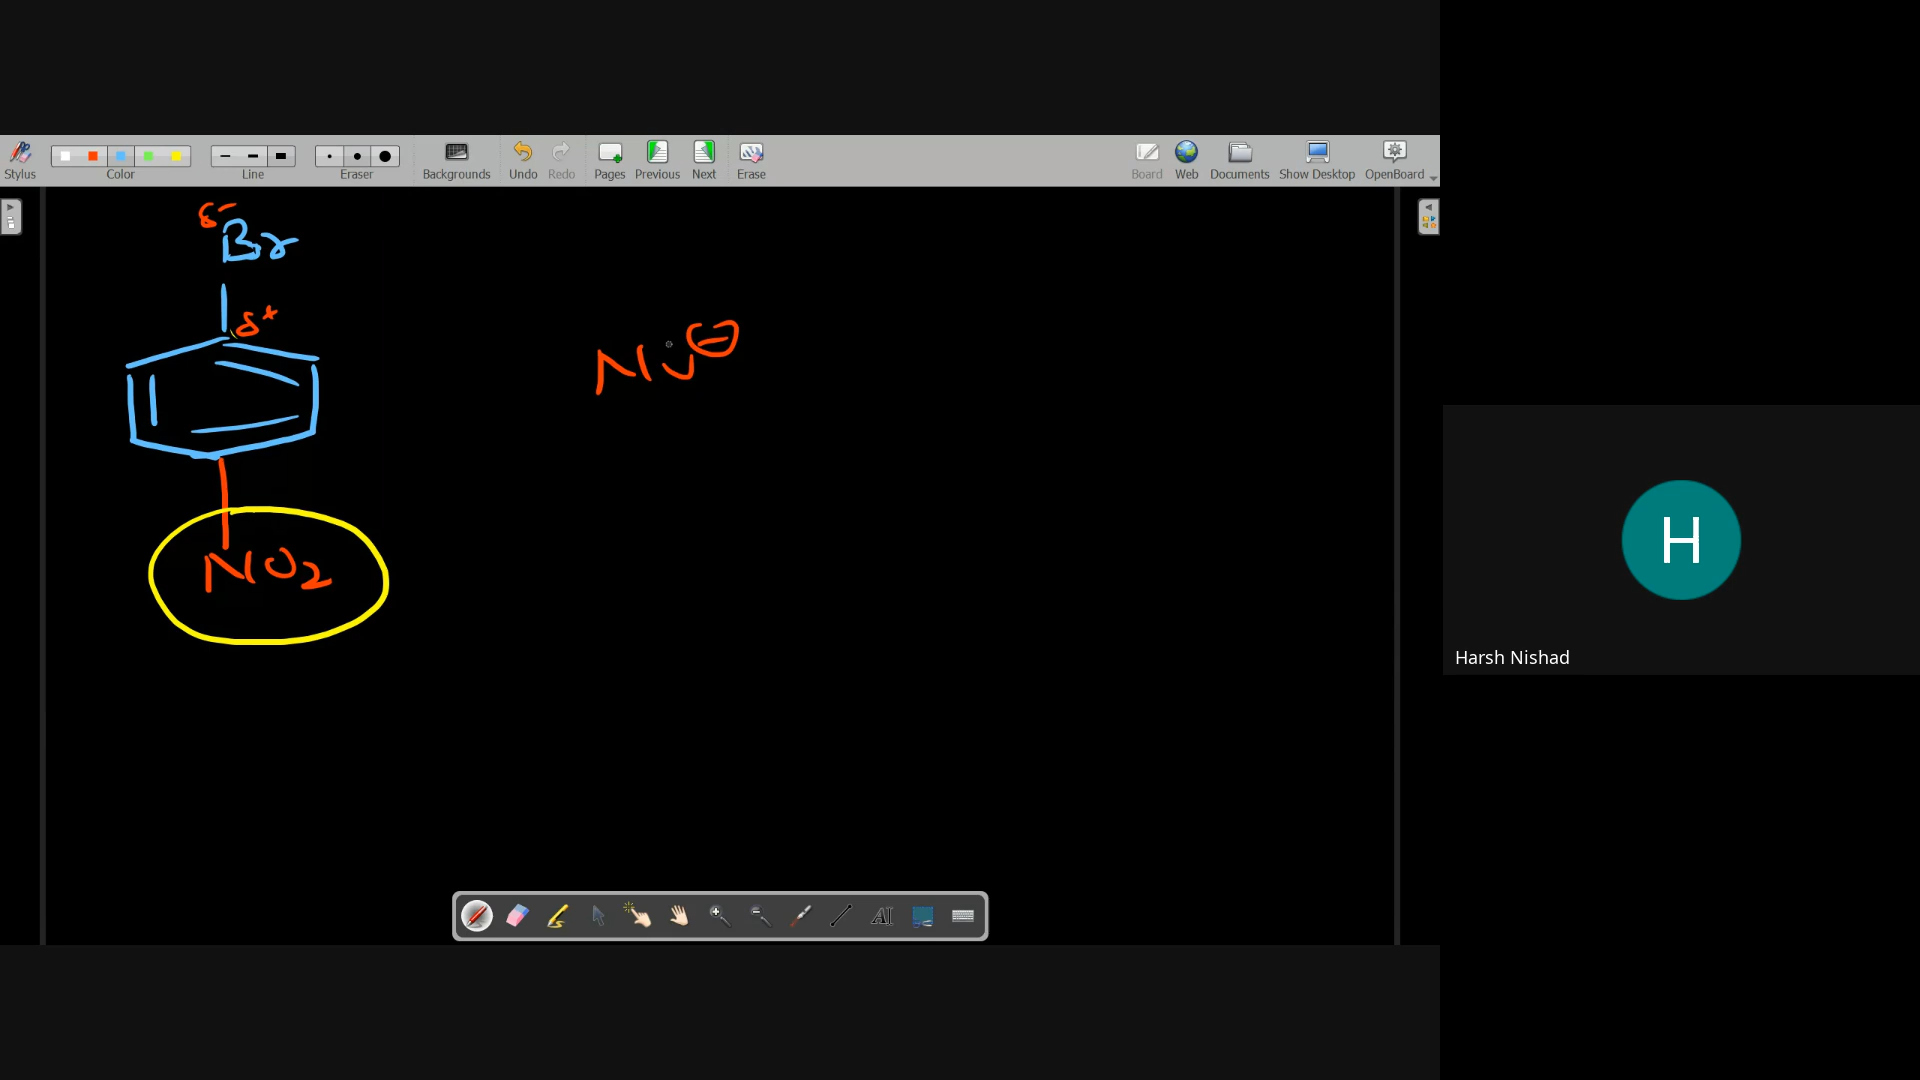 Stylus Color Line Eraser Backgrounds Undo Redo Pages Previous Next Erase Board Web Documents Show Desktop OpenBoard
δ-
Br
δ+
Nu⊖
NO2
H
Harsh Nishad